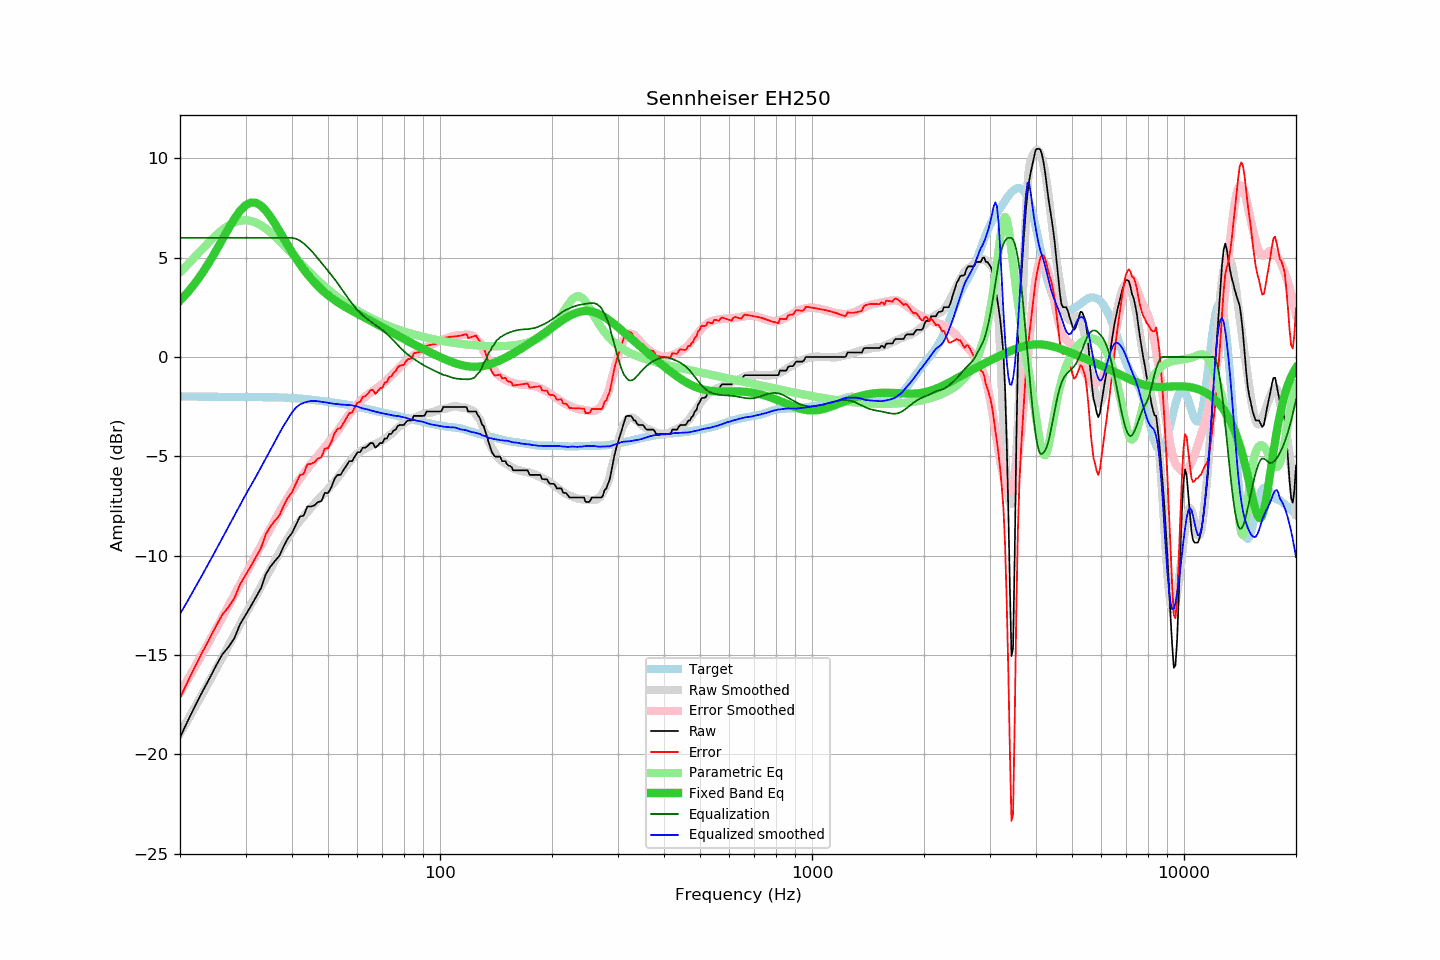 Sennheiser EH250
10
5
0
−5
−10
−15
−20
−25
Amplitude (dBr)
100
1000
10000
Frequency (Hz)
Target
Raw Smoothed
Error Smoothed
Raw
Error
Parametric Eq
Fixed Band Eq
Equalization
Equalized smoothed